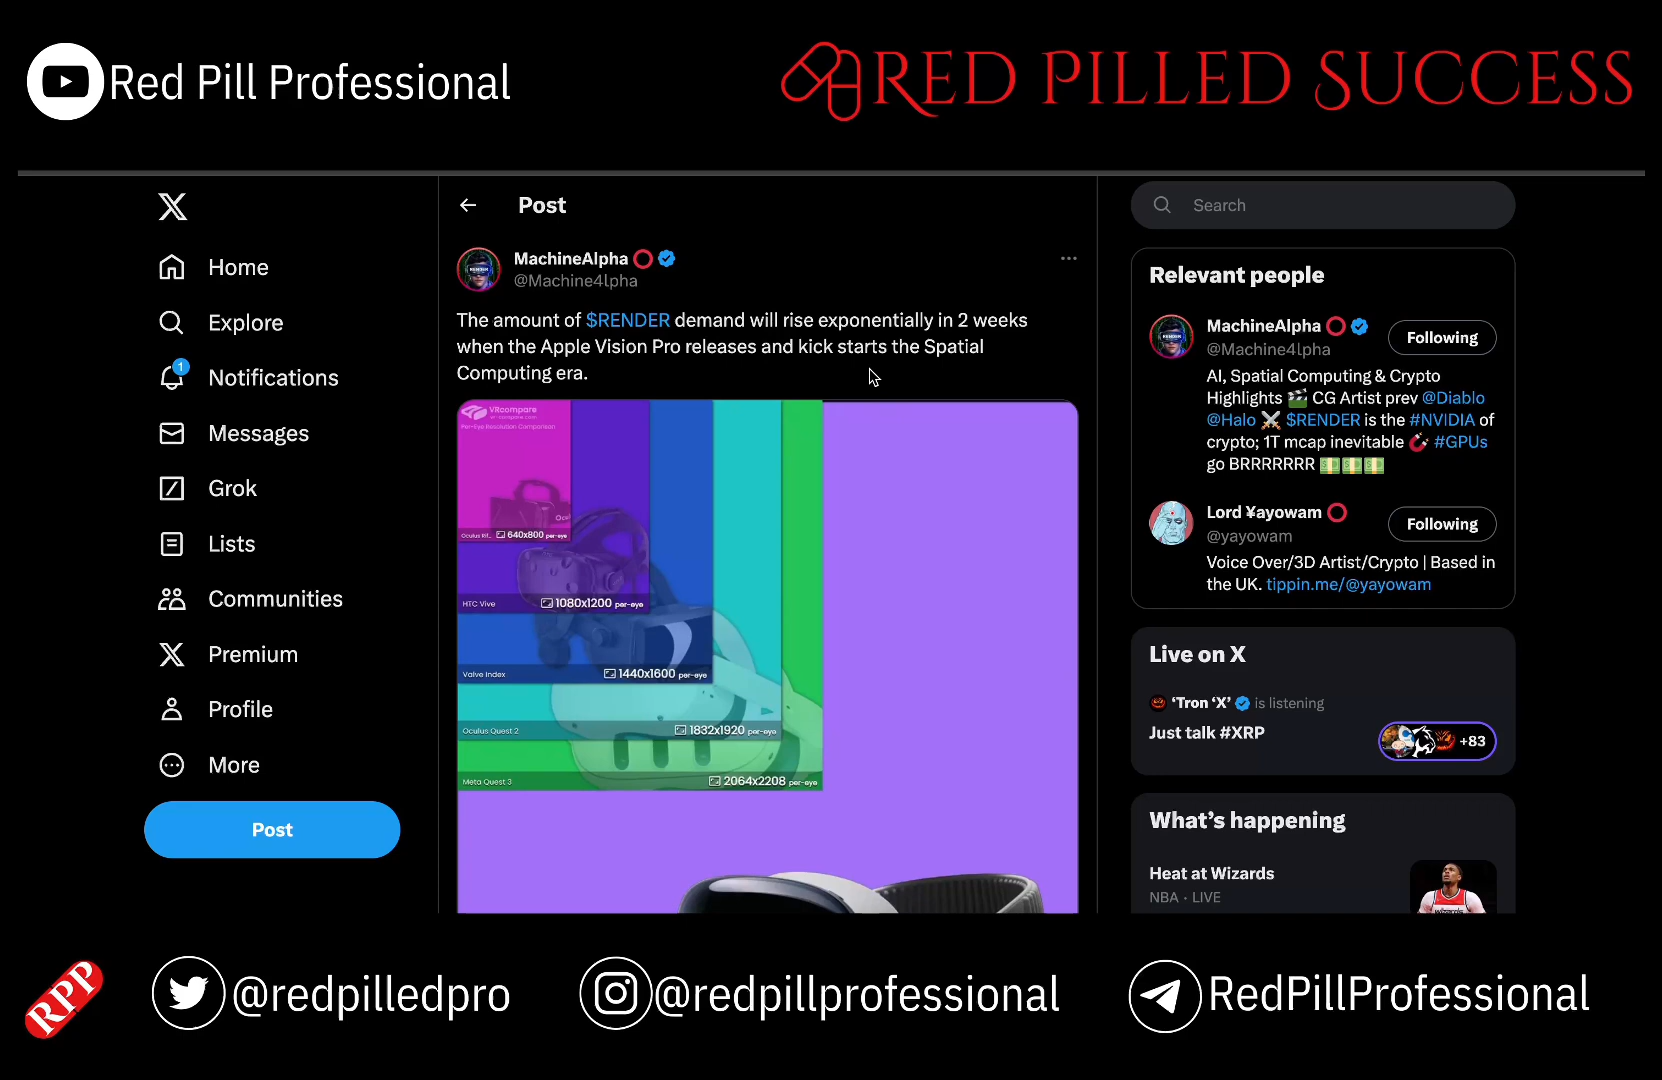 Red Pill Professional
RED PILLED SUCCESS
Home
Explore
1
Notifications
Messages
Grok
Lists
Communities
Premium
Profile
More
Post
Post
MachineAlpha
@Machine4lpha
The amount of $RENDER demand will rise exponentially in 2 weeks
when the Apple Vision Pro releases and kick starts the Spatial
Computing era.
VRcompare
Per-Eye Resolution Comparison
640x800 per-eye
HTC Vive
1080x1200 per-eye
Valve Index
1440x1600 per-eye
Oculus Quest 2
1832x1920 per-eye
Meta Quest 3
2064x2208 per-eye
Search
Relevant people
MachineAlpha
@Machine4lpha
Following
AI, Spatial Computing & Crypto
Highlights CG Artist prev @Diablo
@Halo $RENDER is the #NVIDIA of
crypto; 1T mcap inevitable #GPUs
go BRRRRRRR
Lord ¥ayowam
@yayowam
Following
Voice Over/3D Artist/Crypto | Based in
the UK. tippin.me/@yayowam
Live on X
‘Tron ‘X’ is listening
Just talk #XRP
+83
What’s happening
Heat at Wizards
NBA · LIVE
RPP
@redpilledpro
@redpillprofessional
RedPillProfessional